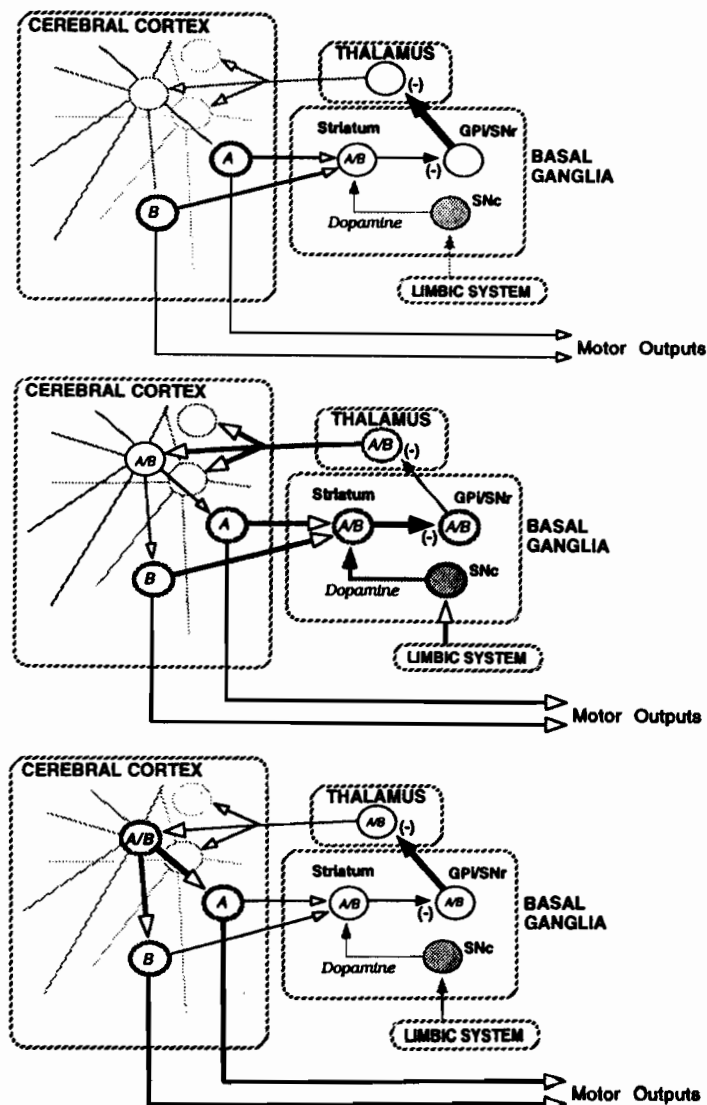 CEREBRAL CORTEX
THALAMUS
(-)
Striatum
GPi/SNr
A
A/B
(-)
BASAL
GANGLIA
B
SNc
Dopamine
LIMBIC SYSTEM
Motor Outputs
CEREBRAL CORTEX
THALAMUS
A/B
A/B
(-)
Striatum
GPi/SNr
A
A/B
(-)
A/B
BASAL
GANGLIA
B
SNc
Dopamine
LIMBIC SYSTEM
Motor Outputs
CEREBRAL CORTEX
THALAMUS
A/B
A/B
(-)
Striatum
GPi/SNr
A
A/B
(-)
A/B
BASAL
GANGLIA
B
SNc
Dopamine
LIMBIC SYSTEM
Motor Outputs